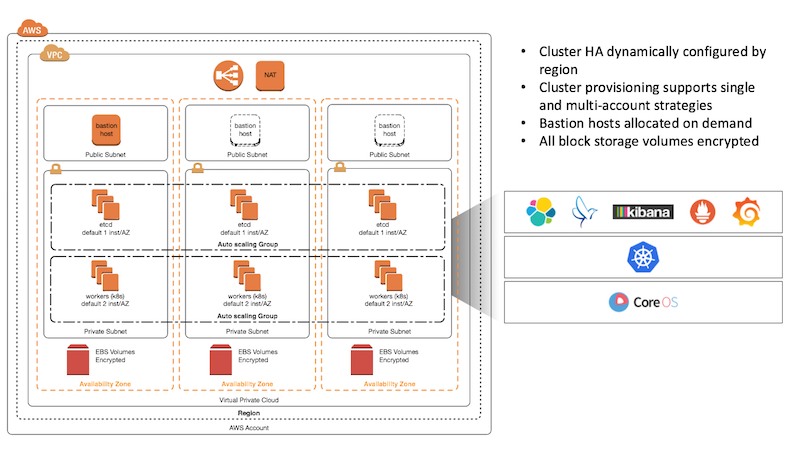 AWS
VPC
NAT
bastion
host
Public Subnet
bastion
host
Public Subnet
bastion
host
Public Subnet
etcd
default 1 inst/AZ
etcd
default 1 inst/AZ
etcd
default 1 inst/AZ
Auto scaling Group
workers (k8s)
default 2 inst/AZ
workers (k8s)
default 2 inst/AZ
workers (k8s)
default 2 inst/AZ
Auto scaling Group
Private Subnet
Private Subnet
Private Subnet
EBS Volumes
Encrypted
EBS Volumes
Encrypted
EBS Volumes
Encrypted
Availability Zone
Availability Zone
Availability Zone
Virtual Private Cloud
Region
AWS Account
• Cluster HA dynamically configured by
region
• Cluster provisioning supports single
and multi-account strategies
• Bastion hosts allocated on demand
• All block storage volumes encrypted
kibana
Core OS